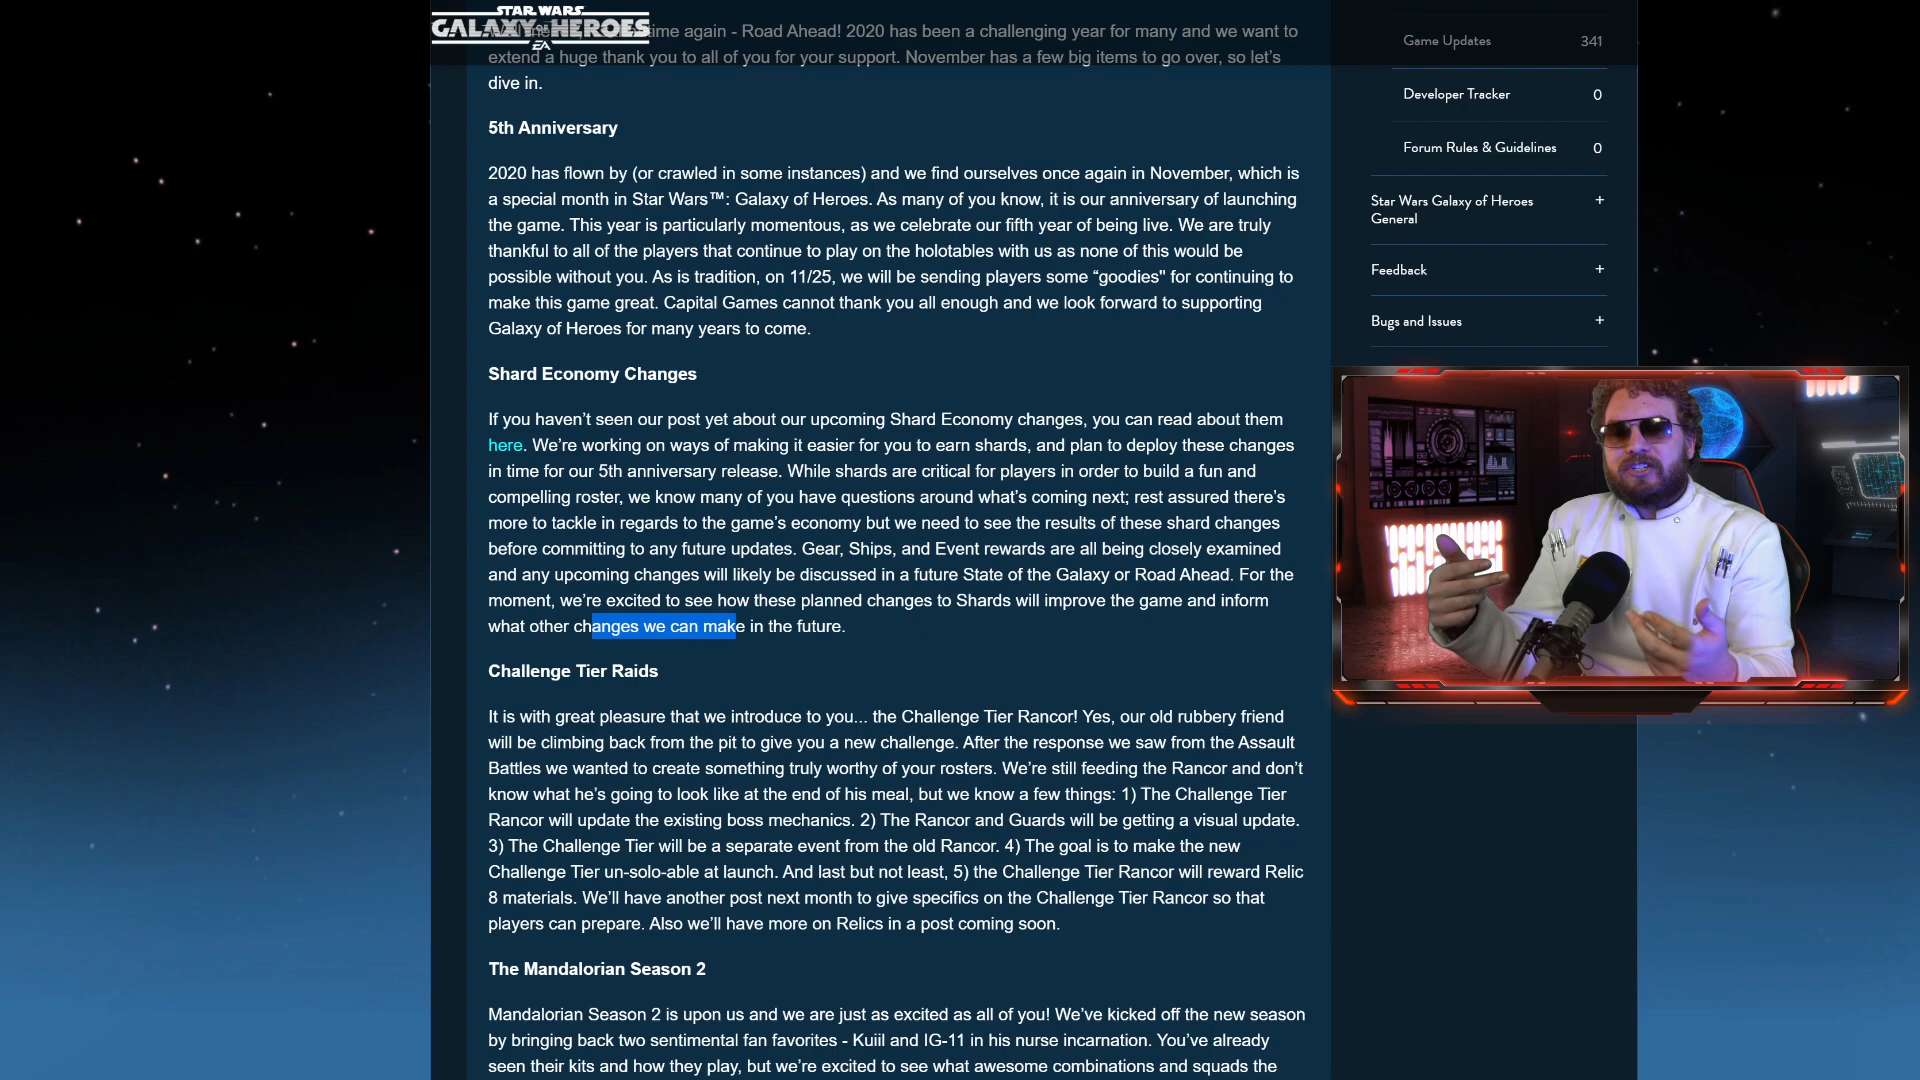 STAR WARS
GALAXY OF HEROES
EA
time again - Road Ahead! 2020 has been a challenging year for many and we want to
extend a huge thank you to all of you for your support. November has a few big items to go over, so let’s
dive in.
5th Anniversary
2020 has flown by (or crawled in some instances) and we find ourselves once again in November, which is
a special month in Star Wars™: Galaxy of Heroes. As many of you know, it is our anniversary of launching
the game. This year is particularly momentous, as we celebrate our fifth year of being live. We are truly
thankful to all of the players that continue to play on the holotables with us as none of this would be
possible without you. As is tradition, on 11/25, we will be sending players some “goodies" for continuing to
make this game great. Capital Games cannot thank you all enough and we look forward to supporting
Galaxy of Heroes for many years to come.
Shard Economy Changes
If you haven’t seen our post yet about our upcoming Shard Economy changes, you can read about them
here. We’re working on ways of making it easier for you to earn shards, and plan to deploy these changes
in time for our 5th anniversary release. While shards are critical for players in order to build a fun and
compelling roster, we know many of you have questions around what’s coming next; rest assured there’s
more to tackle in regards to the game’s economy but we need to see the results of these shard changes
before committing to any future updates. Gear, Ships, and Event rewards are all being closely examined
and any upcoming changes will likely be discussed in a future State of the Galaxy or Road Ahead. For the
moment, we’re excited to see how these planned changes to Shards will improve the game and inform
what other changes we can make in the future.
Challenge Tier Raids
It is with great pleasure that we introduce to you... the Challenge Tier Rancor! Yes, our old rubbery friend
will be climbing back from the pit to give you a new challenge. After the response we saw from the Assault
Battles we wanted to create something truly worthy of your rosters. We’re still feeding the Rancor and don’t
know what he’s going to look like at the end of his meal, but we know a few things: 1) The Challenge Tier
Rancor will update the existing boss mechanics. 2) The Rancor and Guards will be getting a visual update.
3) The Challenge Tier will be a separate event from the old Rancor. 4) The goal is to make the new
Challenge Tier un-solo-able at launch. And last but not least, 5) the Challenge Tier Rancor will reward Relic
8 materials. We’ll have another post next month to give specifics on the Challenge Tier Rancor so that
players can prepare. Also we’ll have more on Relics in a post coming soon.
The Mandalorian Season 2
Mandalorian Season 2 is upon us and we are just as excited as all of you! We’ve kicked off the new season
by bringing back two sentimental fan favorites - Kuiil and IG-11 in his nurse incarnation. You’ve already
seen their kits and how they play, but we’re excited to see what awesome combinations and squads the
Game Updates 341
Developer Tracker 0
Forum Rules & Guidelines 0
Star Wars Galaxy of Heroes +
General
Feedback +
Bugs and Issues +